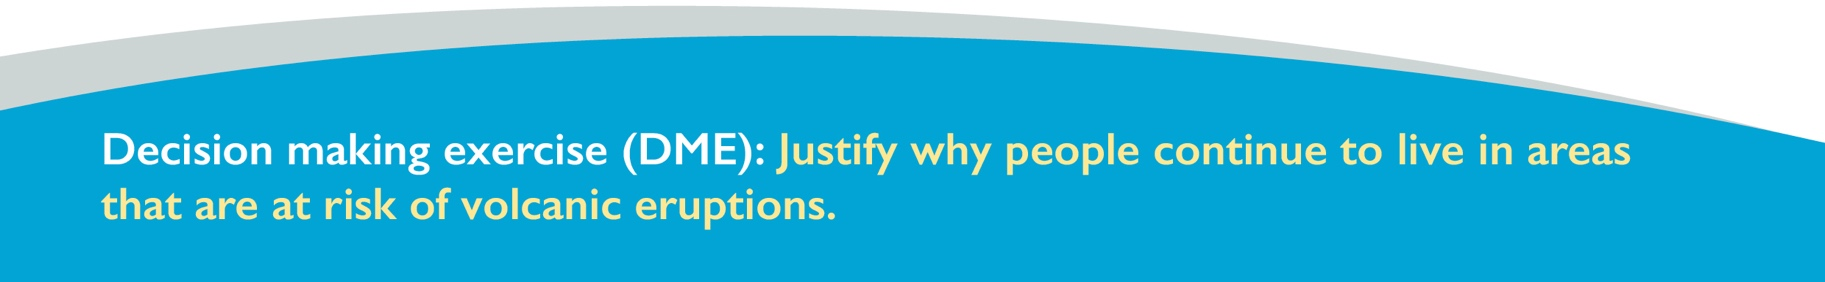 Decision making exercise (DME): Justify why people continue to live in areas
that are at risk of volcanic eruptions.